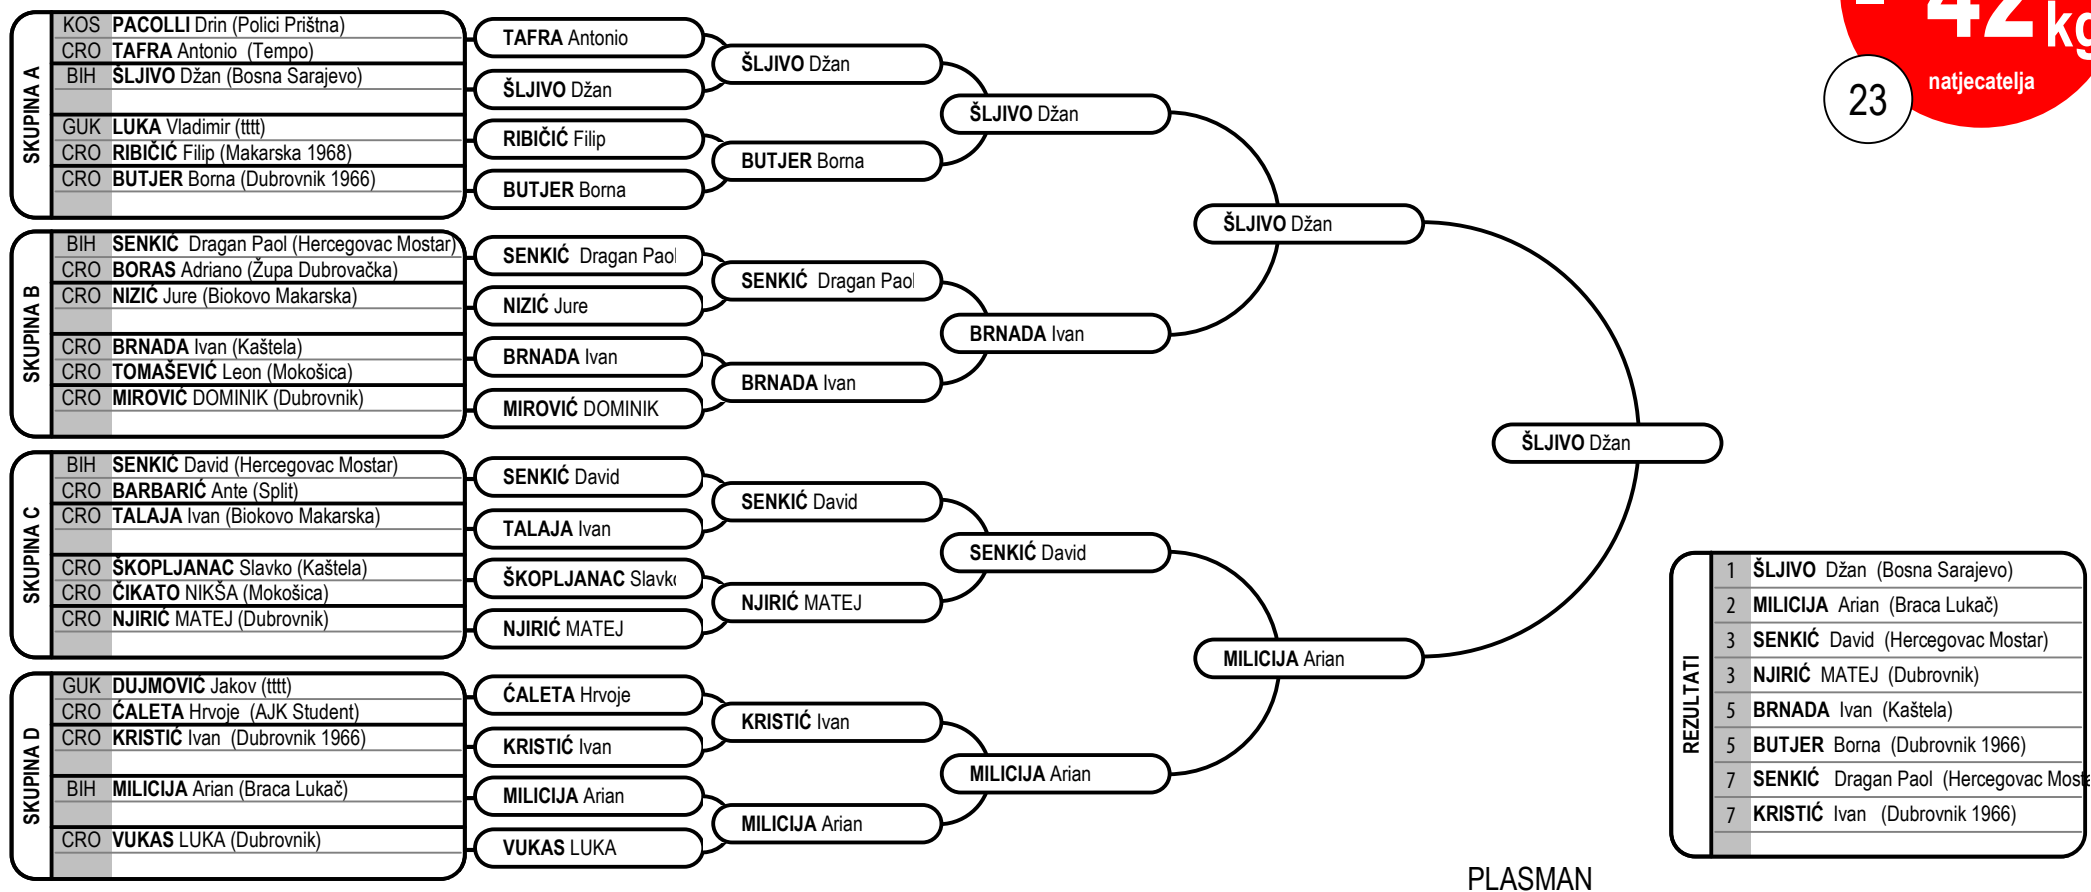 - 42 kg
natjecatelja
23
SKUPINA A
KOS PACOLLI Drin (Polici Prištna)
CRO TAFRA Antonio (Tempo)
BIH ŠLJIVO Džan (Bosna Sarajevo)
GUK LUKA Vladimir (tttt)
CRO RIBIČIĆ Filip (Makarska 1968)
CRO BUTJER Borna (Dubrovnik 1966)
SKUPINA B
BIH SENKIĆ Dragan Paol (Hercegovac Mostar)
CRO BORAS Adriano (Župa Dubrovačka)
CRO NIZIĆ Jure (Biokovo Makarska)
CRO BRNADA Ivan (Kaštela)
CRO TOMAŠEVIĆ Leon (Mokošica)
CRO MIROVIĆ DOMINIK (Dubrovnik)
SKUPINA C
BIH SENKIĆ David (Hercegovac Mostar)
CRO BARBARIĆ Ante (Split)
CRO TALAJA Ivan (Biokovo Makarska)
CRO ŠKOPLJANAC Slavko (Kaštela)
CRO ČIKATO NIKŠA (Mokošica)
CRO NJIRIĆ MATEJ (Dubrovnik)
SKUPINA D
GUK DUJMOVIĆ Jakov (tttt)
CRO ĆALETA Hrvoje (AJK Student)
CRO KRISTIĆ Ivan (Dubrovnik 1966)
BIH MILICIJA Arian (Braca Lukač)
CRO VUKAS LUKA (Dubrovnik)
TAFRA Antonio
ŠLJIVO Džan
RIBIČIĆ Filip
BUTJER Borna
SENKIĆ Dragan Paol
NIZIĆ Jure
BRNADA Ivan
MIROVIĆ DOMINIK
SENKIĆ David
TALAJA Ivan
ŠKOPLJANAC Slavko
NJIRIĆ MATEJ
ĆALETA Hrvoje
KRISTIĆ Ivan
MILICIJA Arian
VUKAS LUKA
ŠLJIVO Džan
BUTJER Borna
SENKIĆ Dragan Paol
BRNADA Ivan
SENKIĆ David
NJIRIĆ MATEJ
KRISTIĆ Ivan
MILICIJA Arian
ŠLJIVO Džan
BRNADA Ivan
SENKIĆ David
MILICIJA Arian
ŠLJIVO Džan
MILICIJA Arian
ŠLJIVO Džan
REZULTATI
1 ŠLJIVO Džan (Bosna Sarajevo)
2 MILICIJA Arian (Braca Lukač)
3 SENKIĆ David (Hercegovac Mostar)
3 NJIRIĆ MATEJ (Dubrovnik)
5 BRNADA Ivan (Kaštela)
5 BUTJER Borna (Dubrovnik 1966)
7 SENKIĆ Dragan Paol (Hercegovac Mosta
7 KRISTIĆ Ivan (Dubrovnik 1966)
PLASMAN